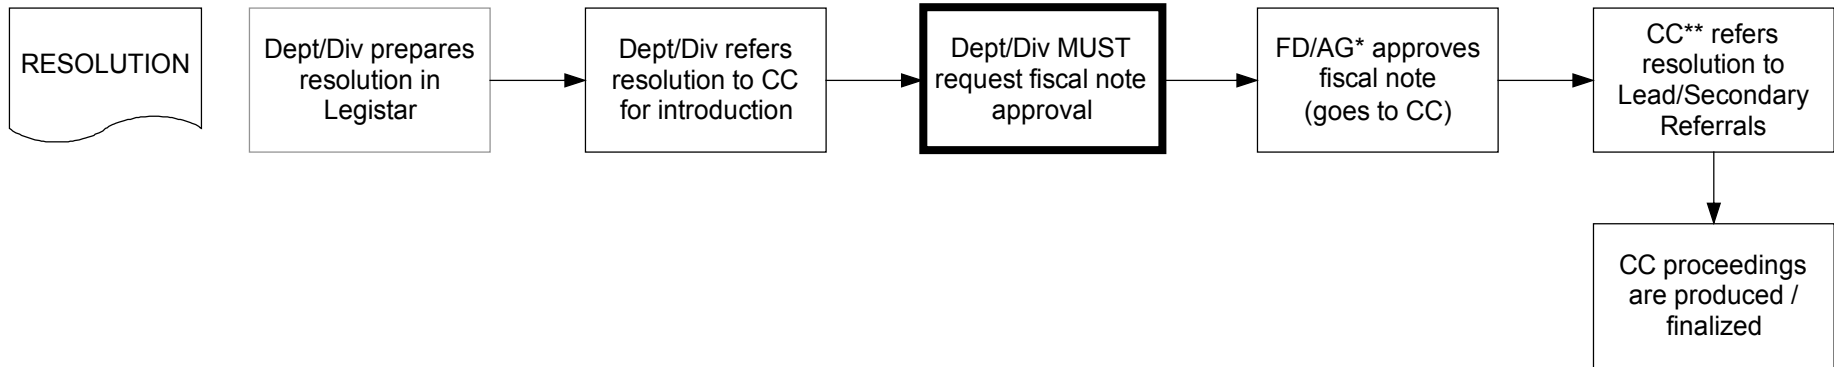 RESOLUTION
Dept/Div prepares
resolution in
Legistar
Dept/Div refers
resolution to CC
for introduction
Dept/Div MUST
request fiscal note
approval
FD/AG* approves
fiscal note
(goes to CC)
CC** refers
resolution to
Lead/Secondary
Referrals
CC proceedings
are produced /
finalized